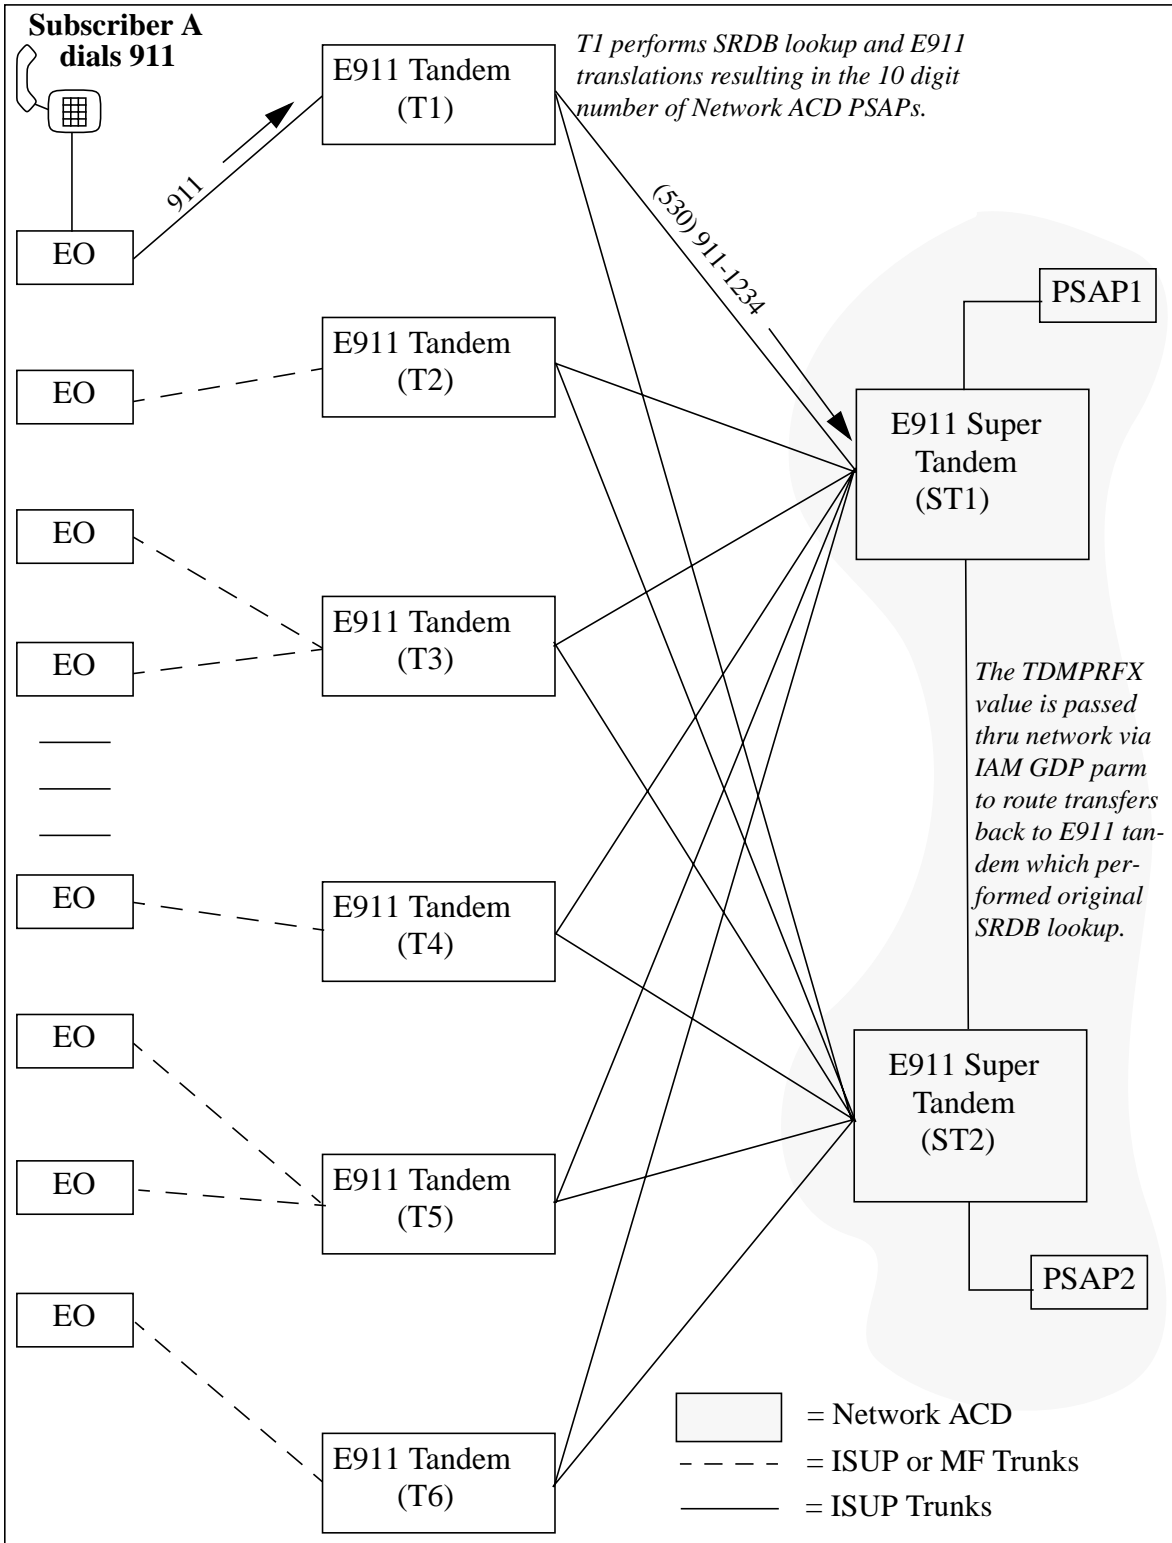 Subscriber A
dials 911
T1 performs SRDB lookup and E911
translations resulting in the 10 digit
number of Network ACD PSAPs.
E911 Tandem
(T1)
911
(530) 911-1234
EO
PSAP1
E911 Tandem
(T2)
EO
E911 Super
Tandem
(ST1)
EO
E911 Tandem
(T3)
EO
The TDMPRFX
value is passed
thru network via
IAM GDP parm
to route transfers
back to E911 tan-
dem which per-
formed original
SRDB lookup.
EO
E911 Tandem
(T4)
EO
E911 Super
Tandem
(ST2)
EO
E911 Tandem
(T5)
PSAP2
EO
E911 Tandem
(T6)
= Network ACD
= ISUP or MF Trunks
= ISUP Trunks